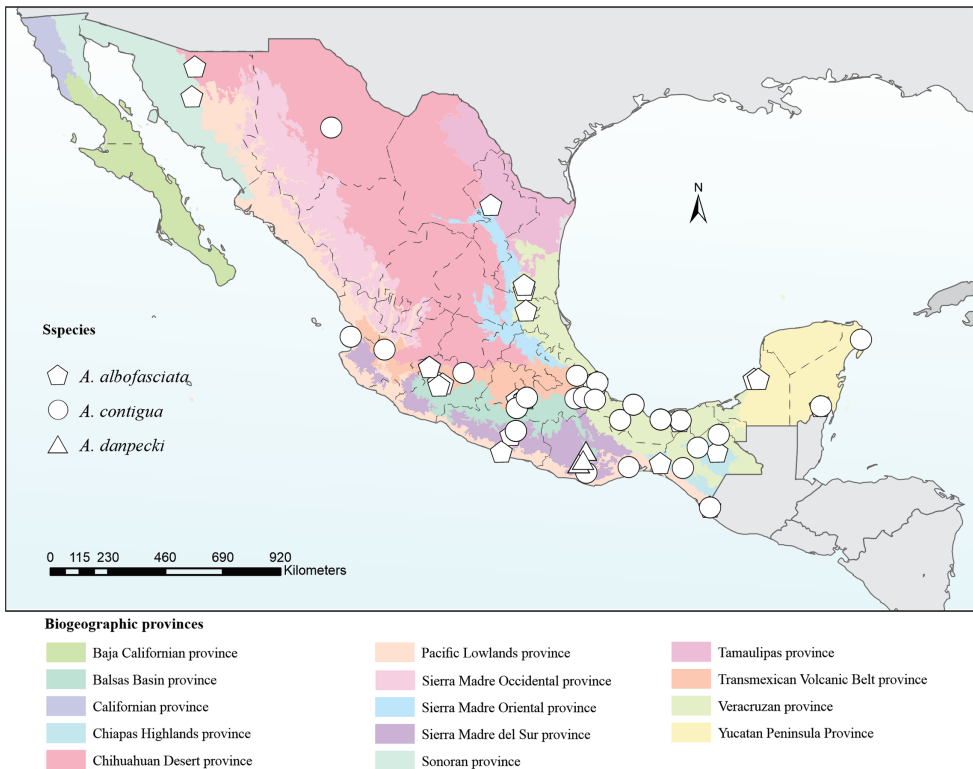 N
Sspecies
A. albofasciata
A. contigua
A. danpecki
0 115 230 460 690 920
Kilometers
Biogeographic provinces
Baja Californian province
Balsas Basin province
Californian province
Chiapas Highlands province
Chihuahuan Desert province
Pacific Lowlands province
Sierra Madre Occidental province
Sierra Madre Oriental province
Sierra Madre del Sur province
Sonoran province
Tamaulipas province
Transmexican Volcanic Belt province
Veracruzan province
Yucatan Peninsula Province